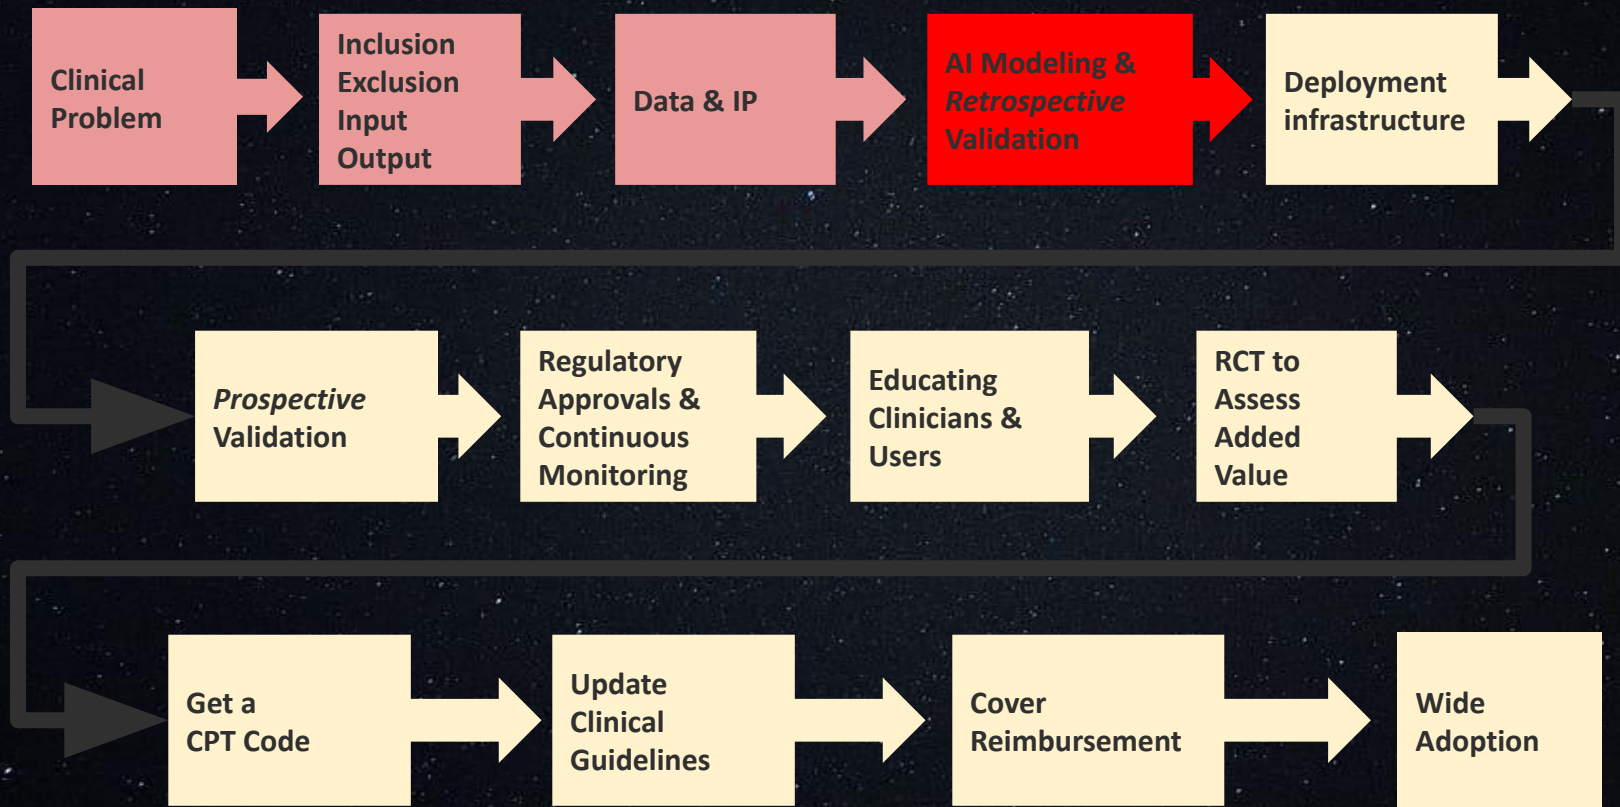 Clinical
Problem
Inclusion
Exclusion
Input
Output
Data & IP
AI Modeling &
Retrospective
Validation
Deployment
infrastructure
Prospective
Validation
Regulatory
Approvals &
Continuous
Monitoring
Educating
Clinicians &
Users
RCT to
Assess
Added
Value
Get a
CPT Code
Update
Clinical
Guidelines
Cover
Reimbursement
Wide
Adoption